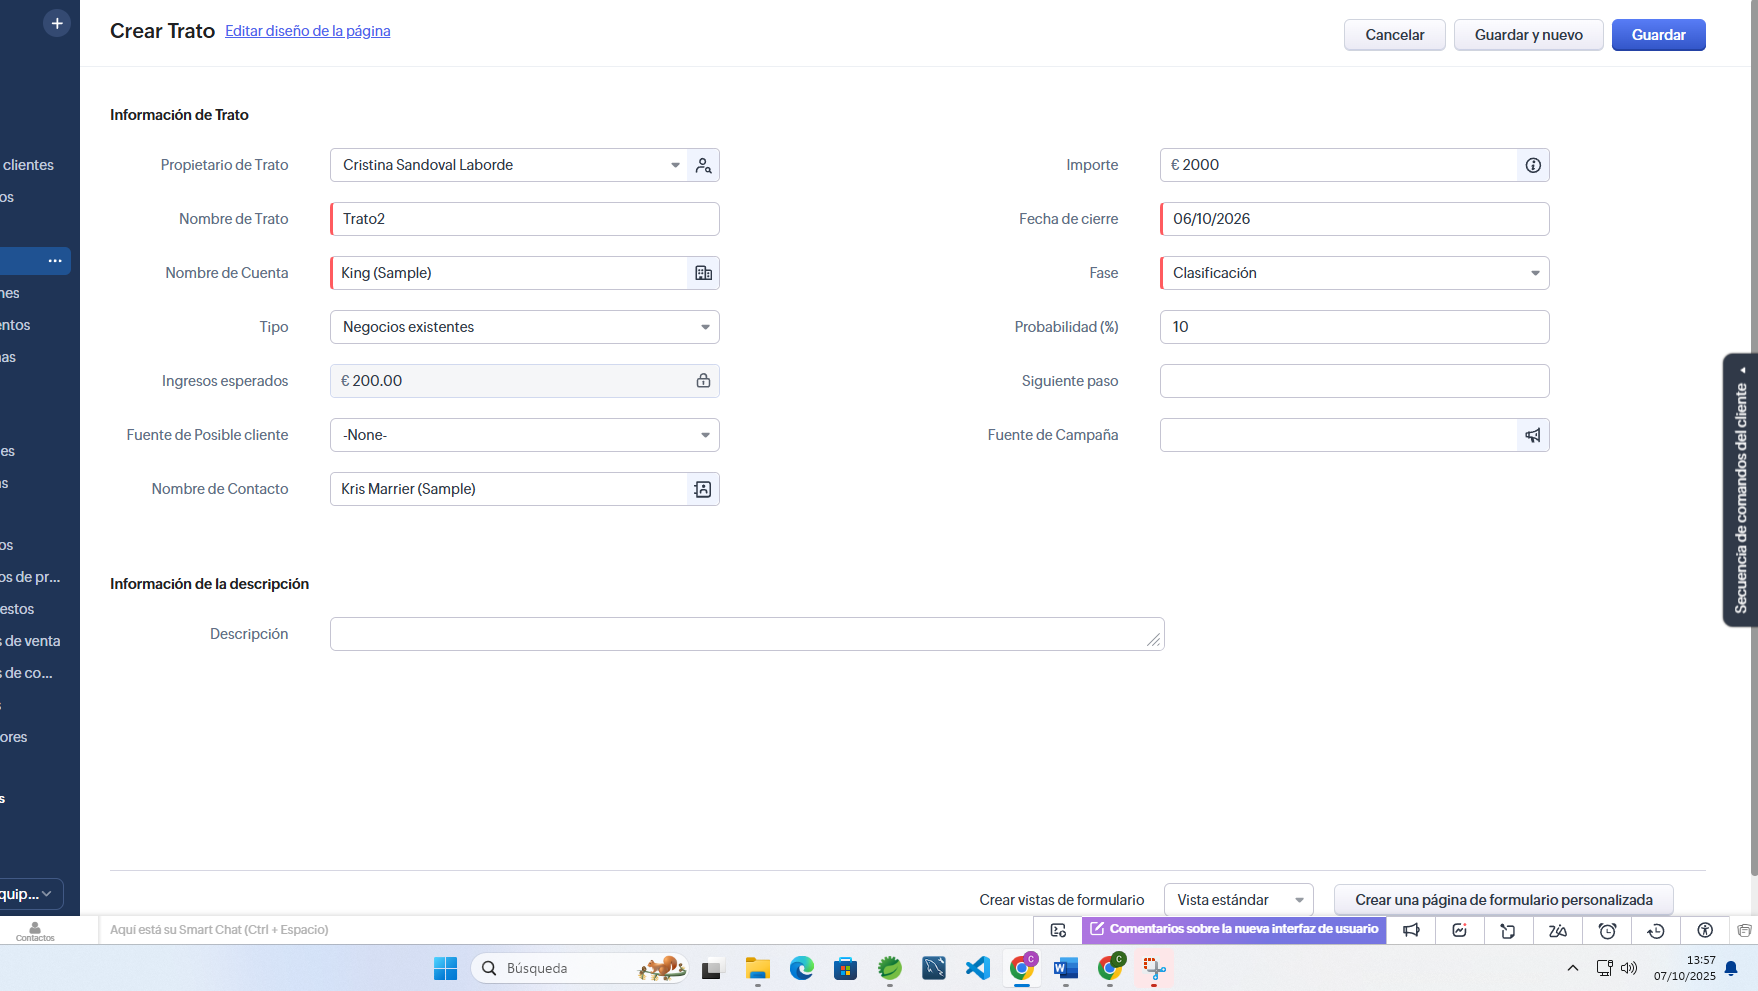 Crear Trato Editar diseño de la página
Cancelar
Guardar y nuevo
Guardar
clientes
os
nes
entos
nas
es
os
os de pr...
estos
s de venta
s de co...
s
ores
s
quip...
Información de Trato
Propietario de Trato
Cristina Sandoval Laborde
Importe
€ 2000
Nombre de Trato
Trato2
Fecha de cierre
06/10/2026
Nombre de Cuenta
King (Sample)
Fase
Clasificación
Tipo
Negocios existentes
Probabilidad (%)
10
Ingresos esperados
€ 200.00
Siguiente paso
Fuente de Posible cliente
-None-
Fuente de Campaña
Nombre de Contacto
Kris Marrier (Sample)
Información de la descripción
Descripción
Secuencia de comandos del cliente
Crear vistas de formulario
Vista estándar
Crear una página de formulario personalizada
Contactos
Aquí está su Smart Chat (Ctrl + Espacio)
Comentarios sobre la nueva interfaz de usuario
Búsqueda
13:57
07/10/2025